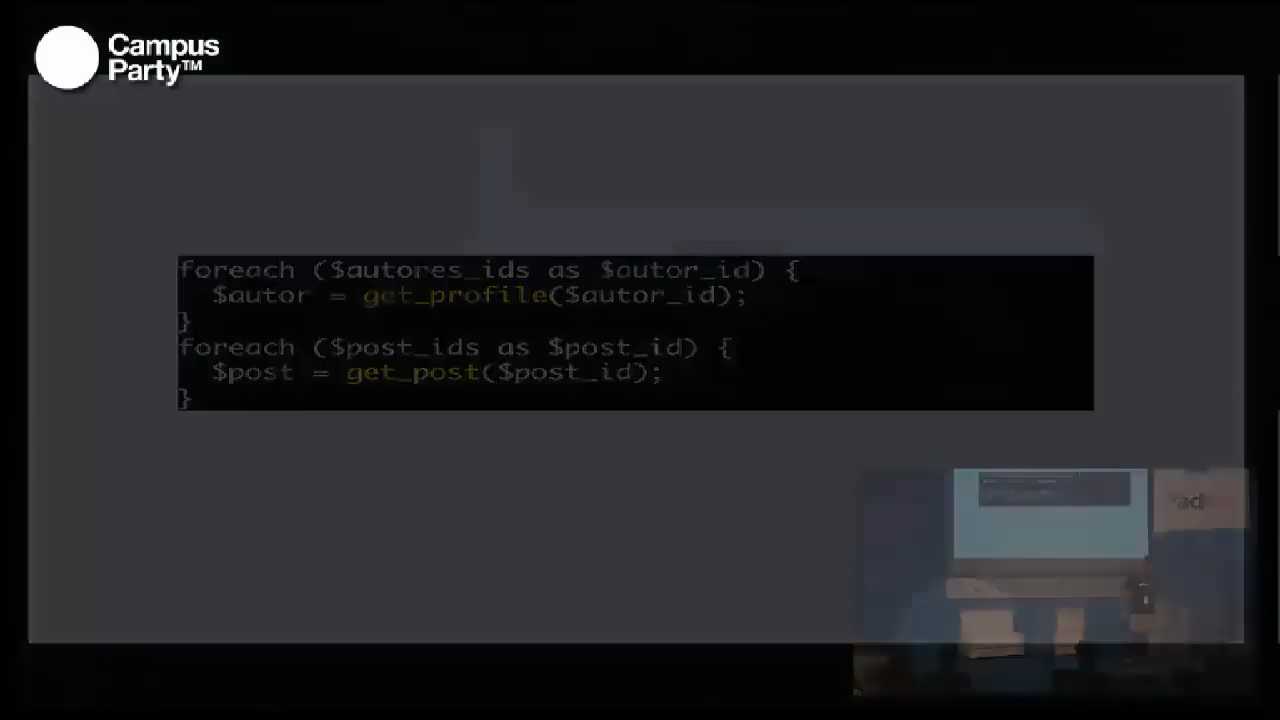 Campus
Party™
foreach ($autores_ids as $autor_id) {
  $autor = get_profile($autor_id);
}
foreach ($post_ids as $post_id) {
  $post = get_post($post_id);
}